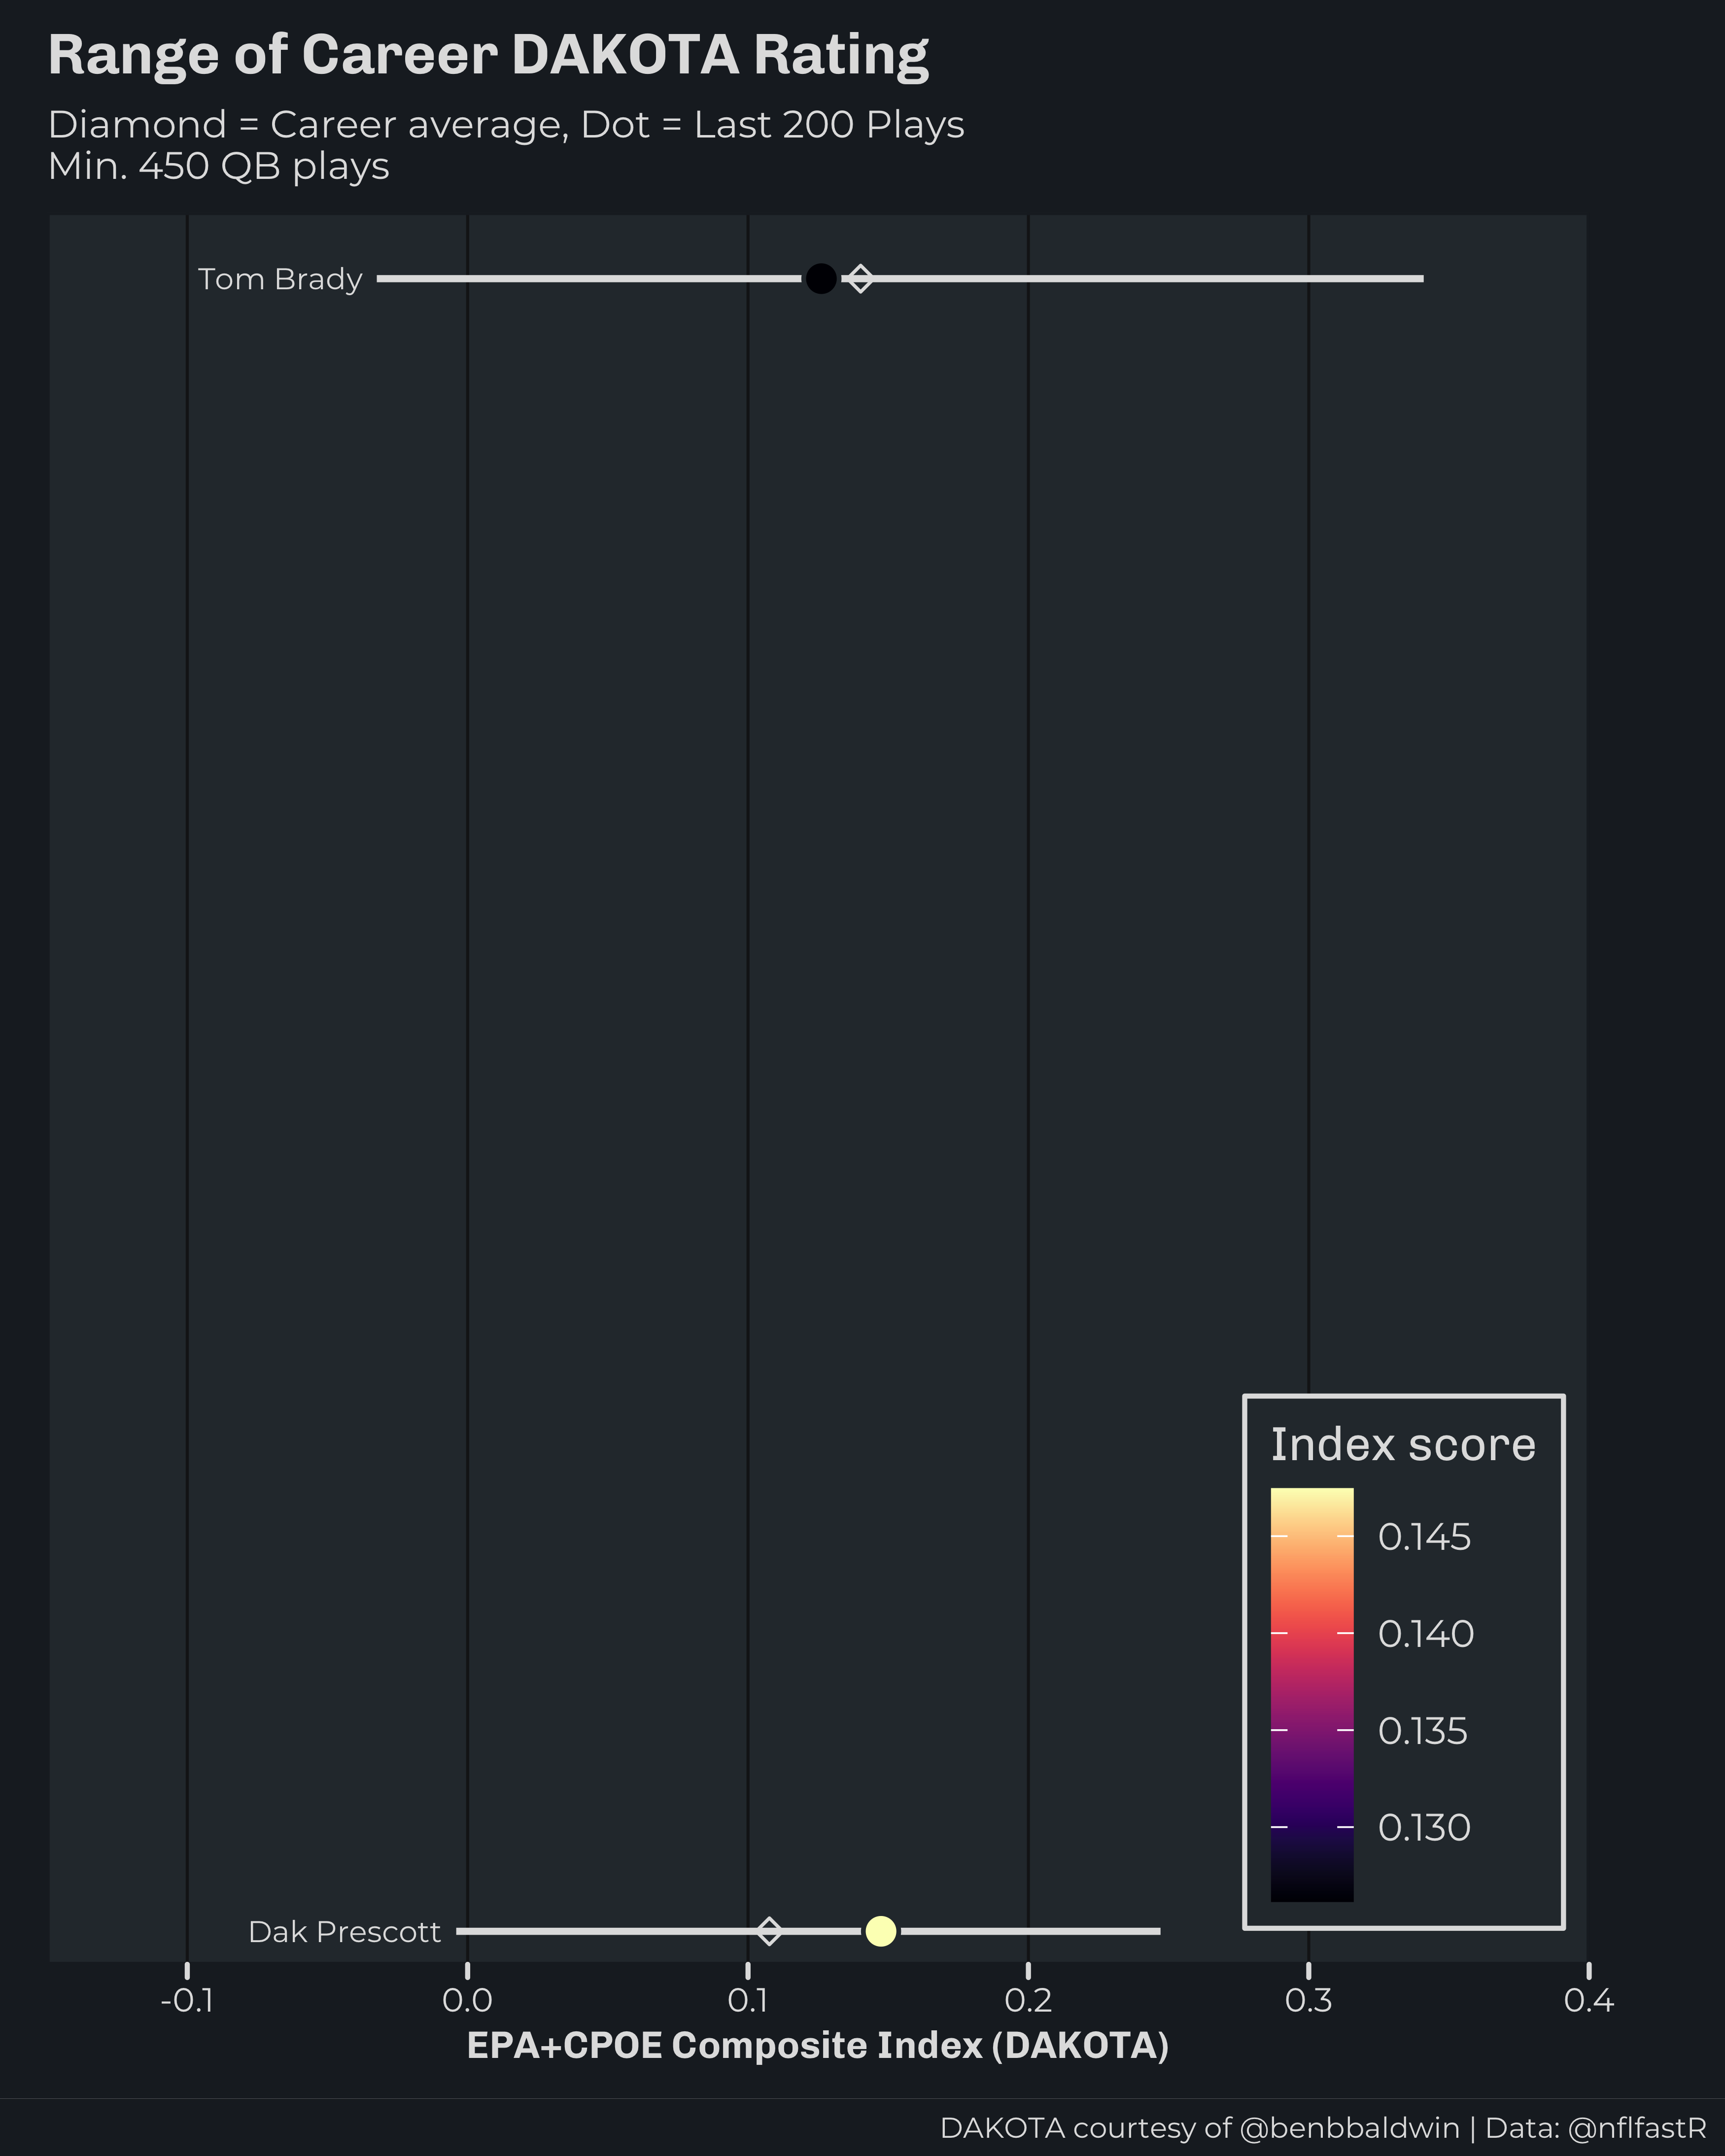 Range of Career DAKOTA Rating
Diamond = Career average, Dot = Last 200 Plays
Min. 450 QB plays
Tom Brady
Index score
0.145
0.140
0.135
0.130
Dak Prescott
-0.1 0.0 0.1 0.2 0.3 0.4
EPA+CPOE Composite Index (DAKOTA)
DAKOTA courtesy of @benbbaldwin | Data: @nflfastR